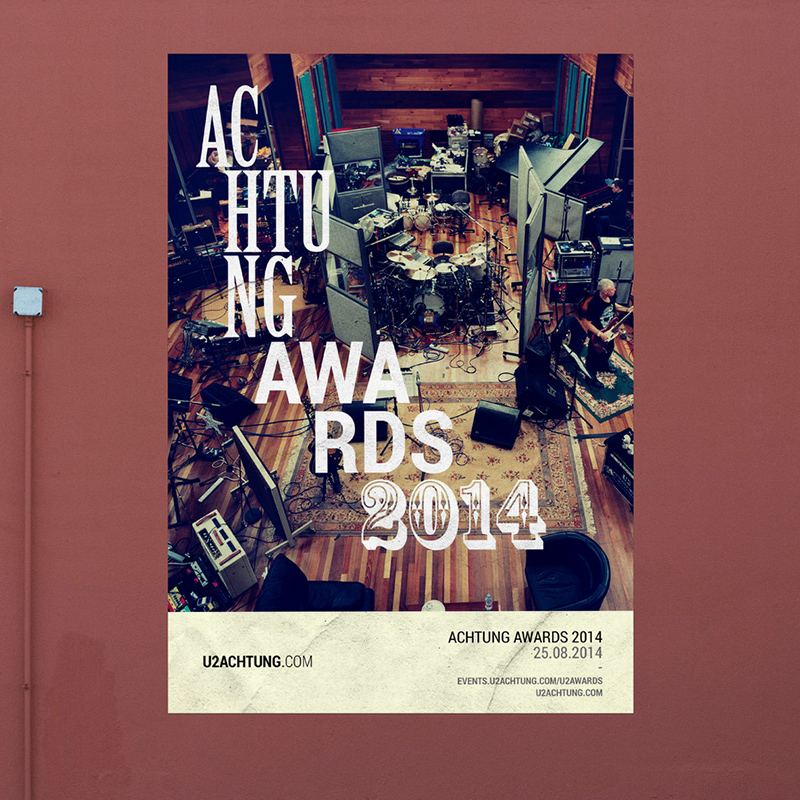 AC
HTU
NG
AWA
RDS
2014
U2ACHTUNG.COM
ACHTUNG AWARDS 2014
25.08.2014
-
EVENTS.U2ACHTUNG.COM/U2AWARDS
U2ACHTUNG.COM